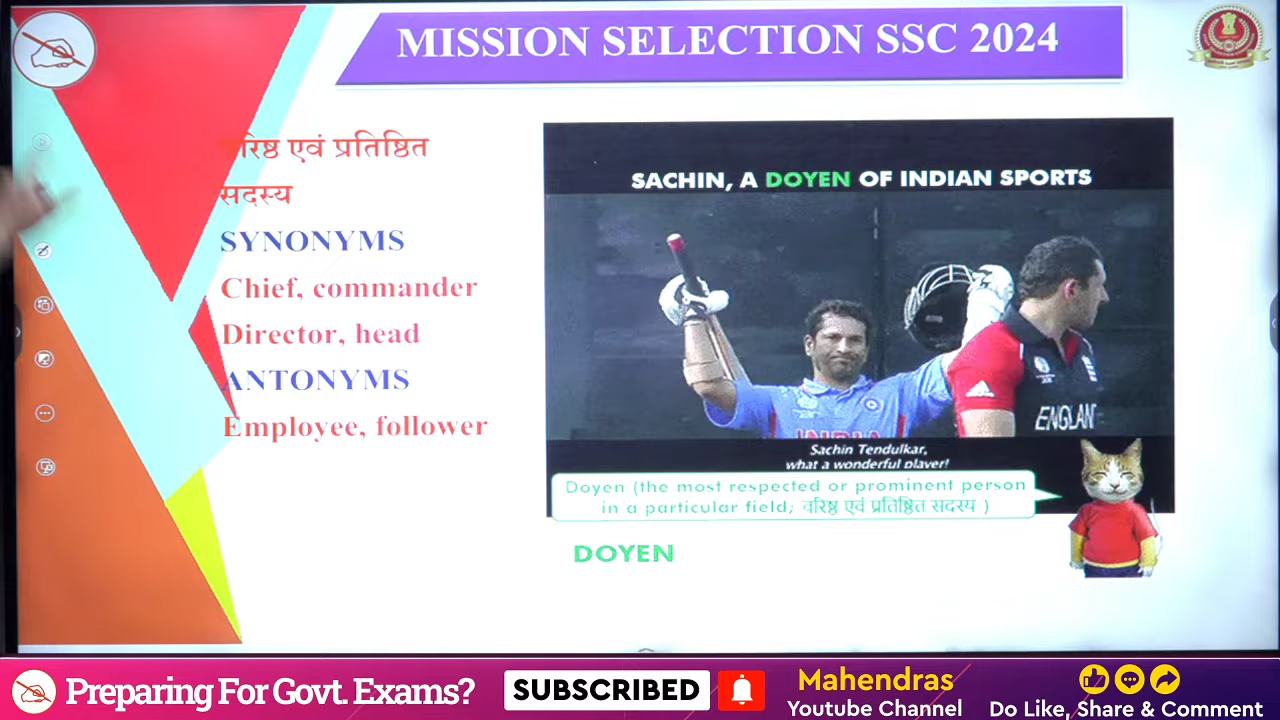 MISSION SELECTION SSC 2024
वरिष्ठ एवं प्रतिष्ठित
सदस्य
SYNONYMS
Chief, commander
Director, head
ANTONYMS
Employee, follower
SACHIN, A DOYEN OF INDIAN SPORTS
INDIA
ENGLAN
Sachin Tendulkar,
what a wonderful player!
Doyen (the most respected or prominent person
in a particular field; वरिष्ठ एवं प्रतिष्ठित सदस्य )
DOYEN
Preparing For Govt. Exams?
SUBSCRIBED
Mahendras
Youtube Channel
Do Like, Share & Comment